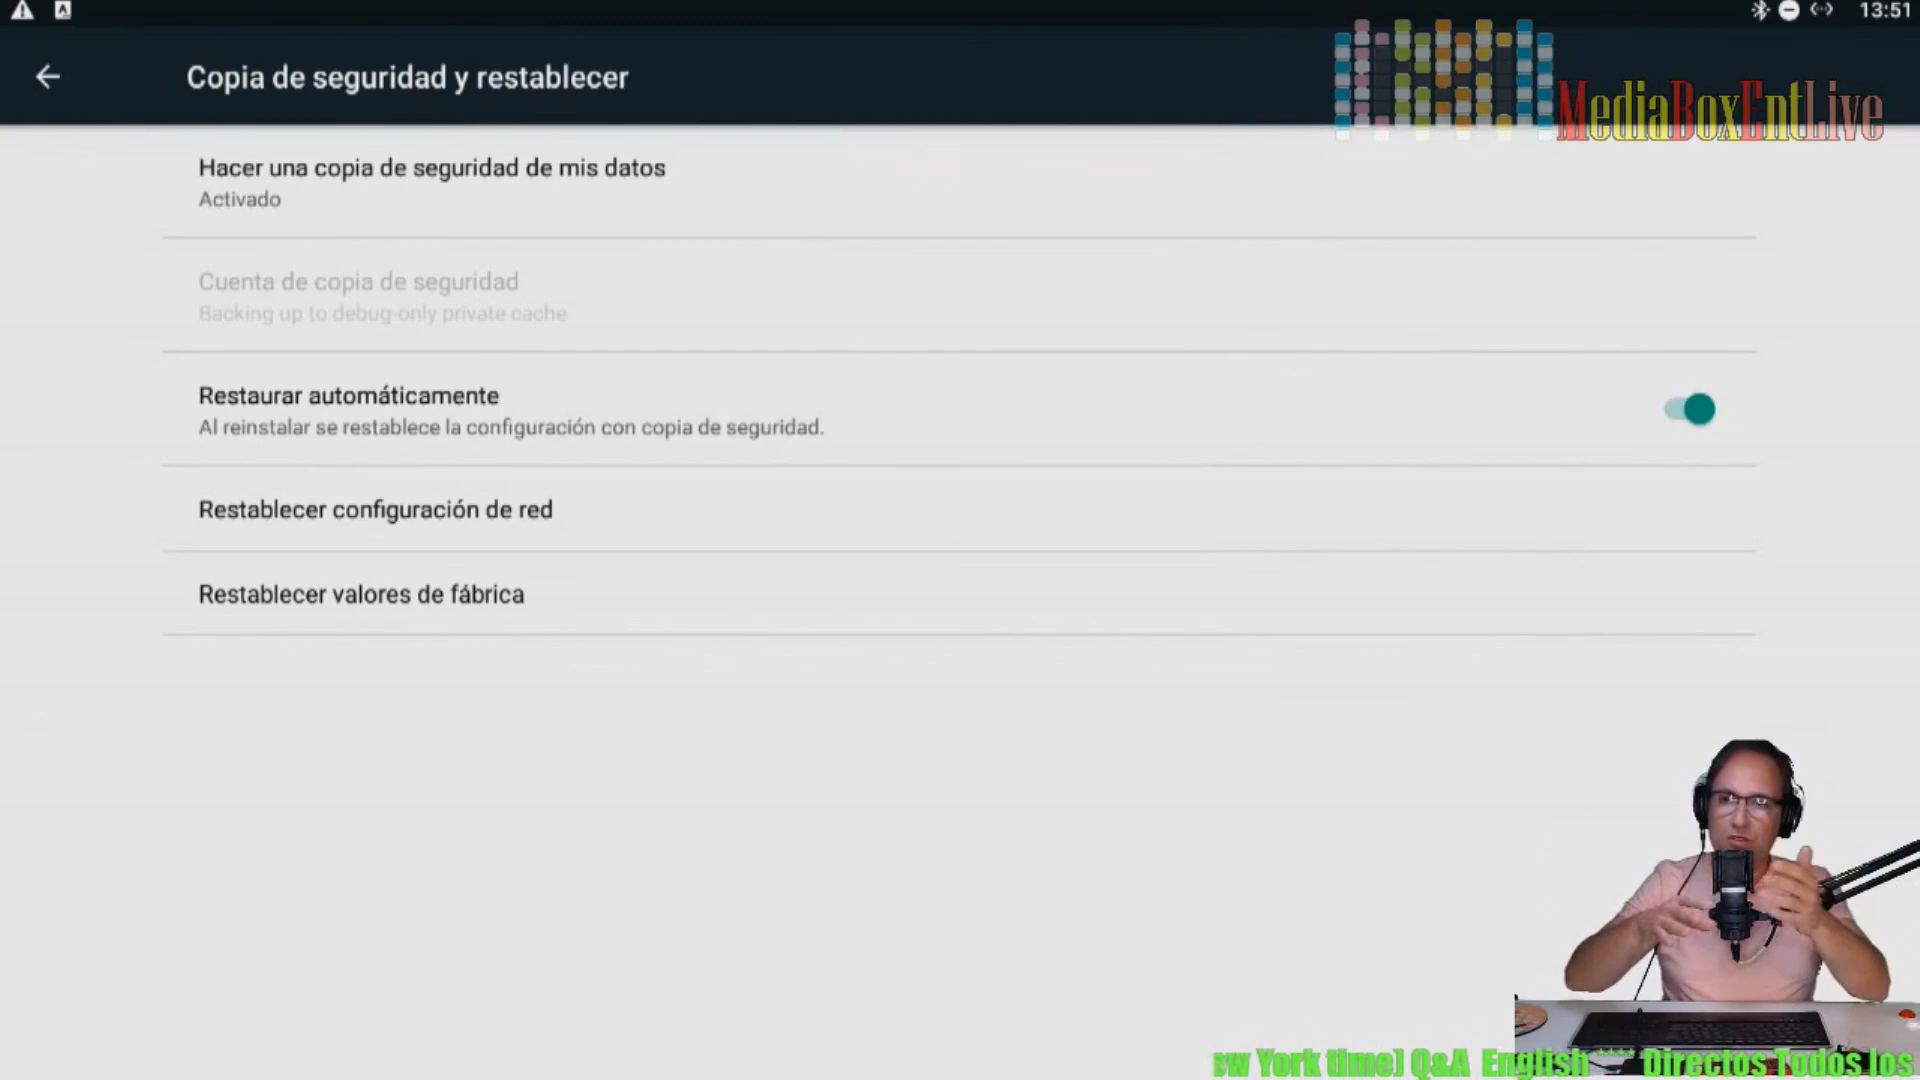 13:51
Copia de seguridad y restablecer
MediaBoxEntLive
Hacer una copia de seguridad de mis datos
Activado
Cuenta de copia de seguridad
Backing up to debug-only private cache
Restaurar automáticamente
Al reinstalar se restablece la configuración con copia de seguridad.
Restablecer configuración de red
Restablecer valores de fábrica
ew York time) Q&A English **** Directos Todos los